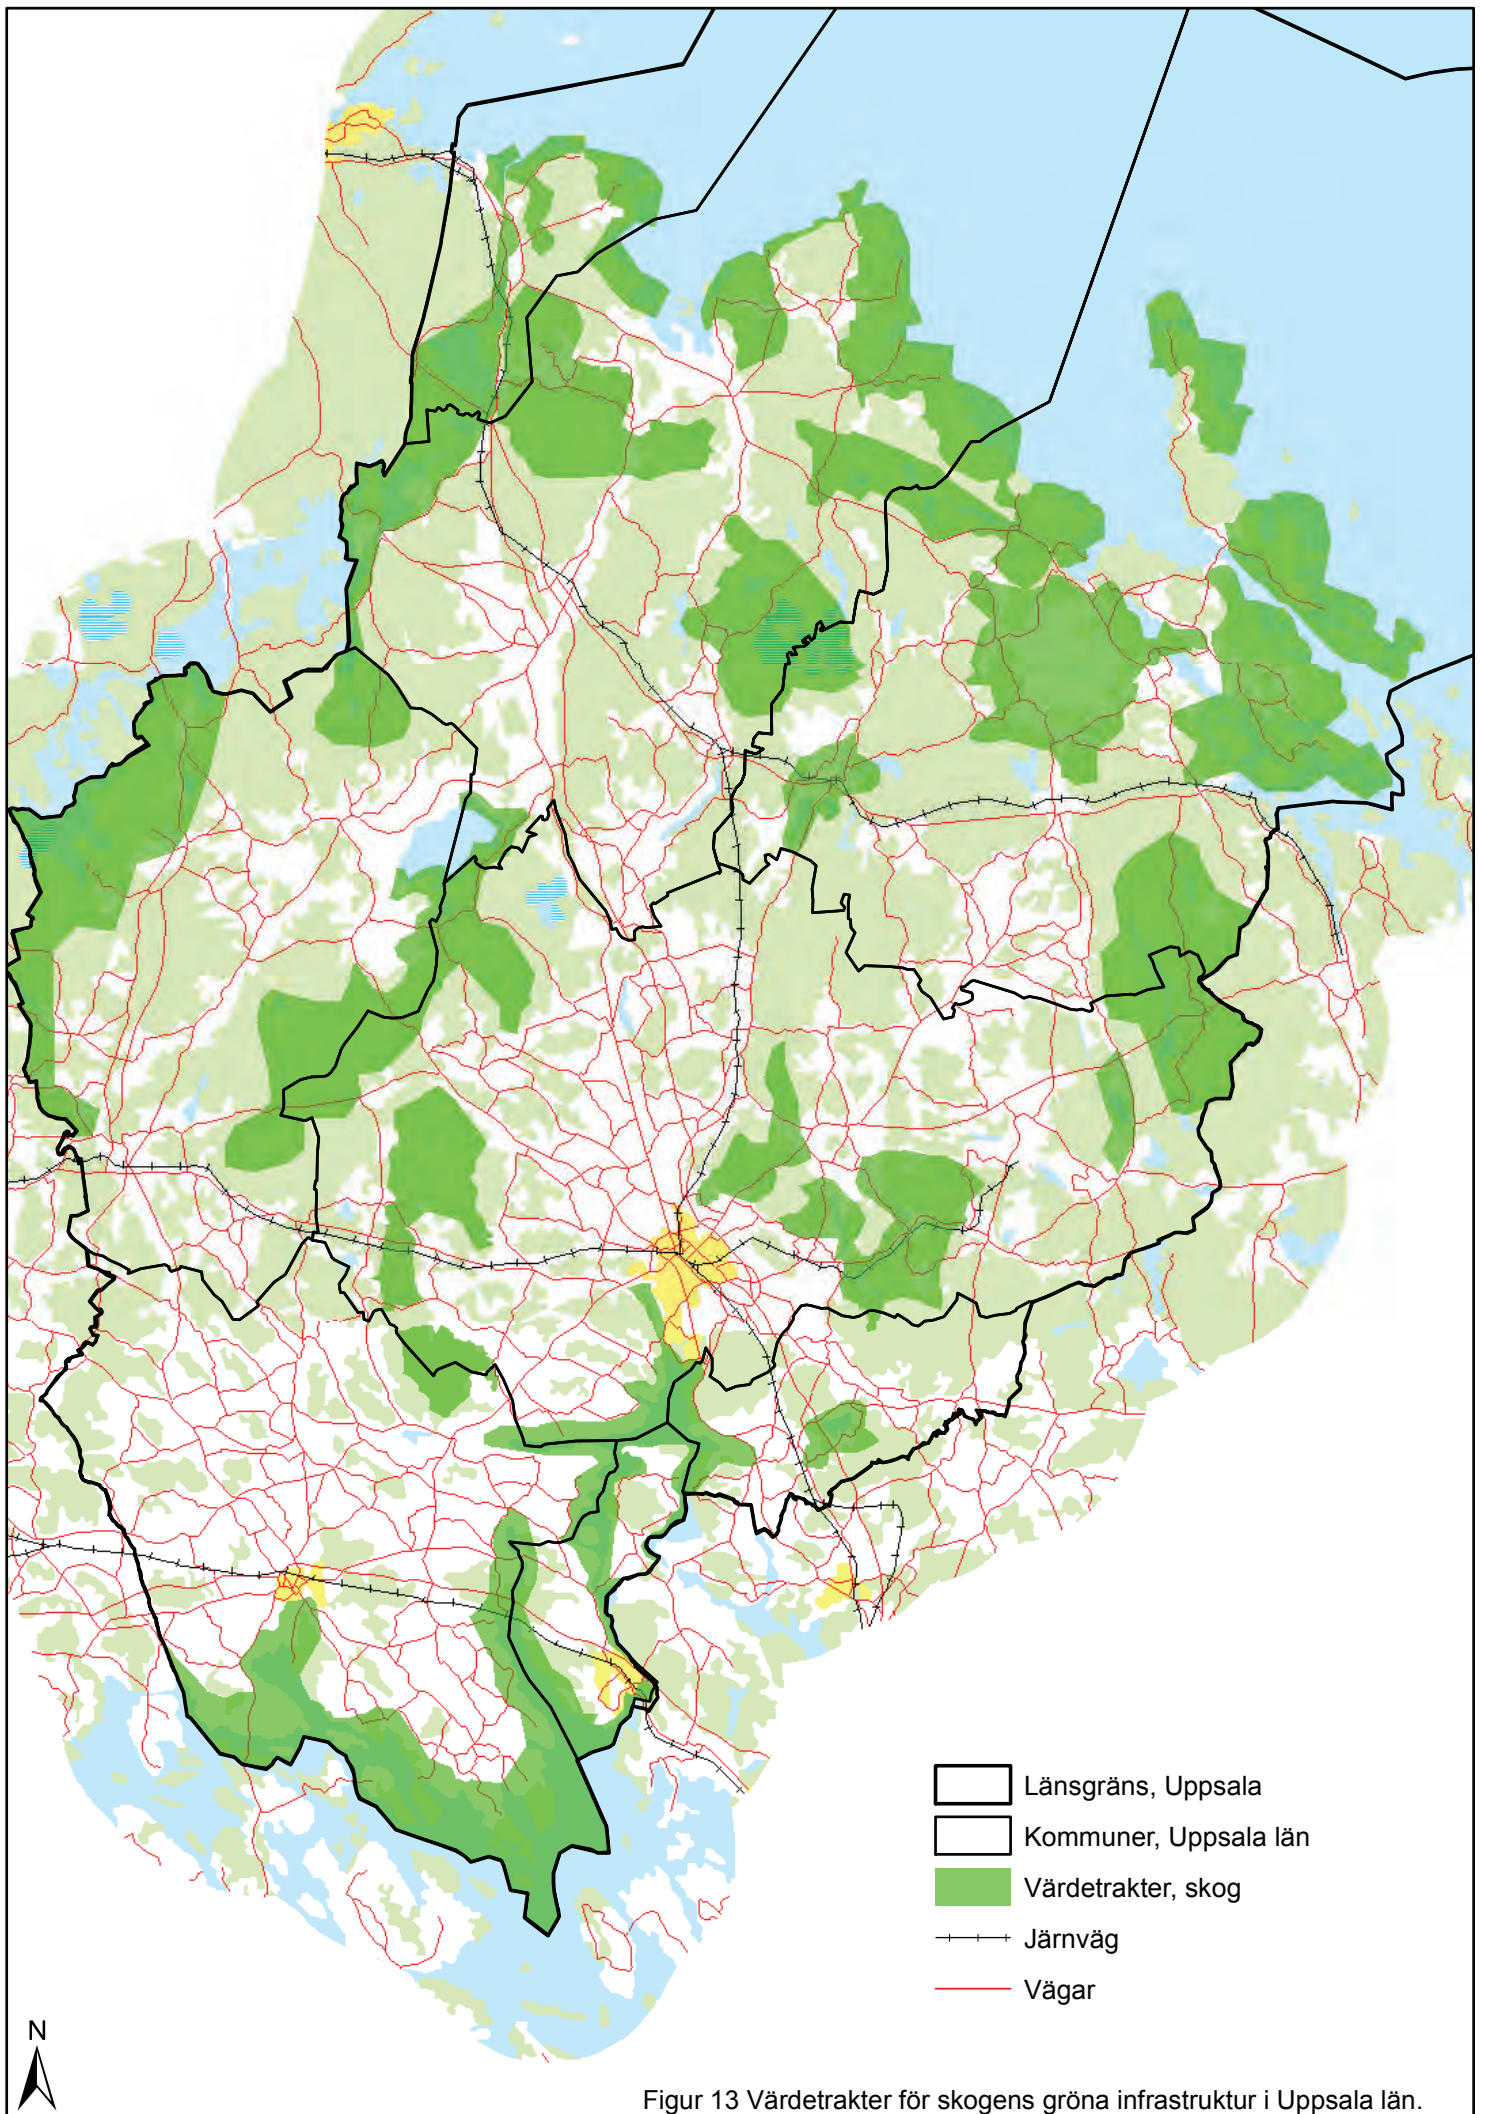 Länsgräns, Uppsala
Kommuner, Uppsala län
Värdetrakter, skog
Järnväg
Vägar
N
Figur 13 Värdetrakter för skogens gröna infrastruktur i Uppsala län.